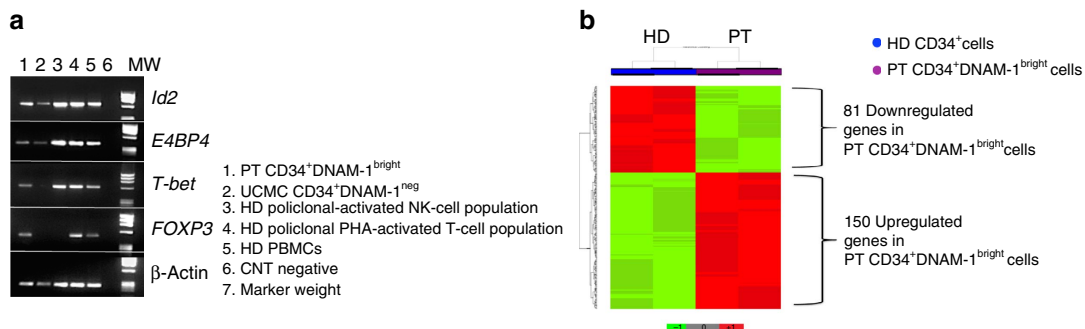 a
1 2 3 4 5 6 MW
Id2
E4BP4
T-bet
FOXP3
β-Actin
1. PT CD34+DNAM-1bright
2. UCMC CD34+DNAM-1neg
3. HD policlonal-activated NK-cell population
4. HD policlonal PHA-activated T-cell population
5. HD PBMCs
6. CNT negative
7. Marker weight
b
HD PT
HD CD34+cells
PT CD34+DNAM-1bright cells
81 Downregulated
genes in
PT CD34+DNAM-1bright cells
150 Upregulated
genes in
PT CD34+DNAM-1bright cells
−1 0 +1